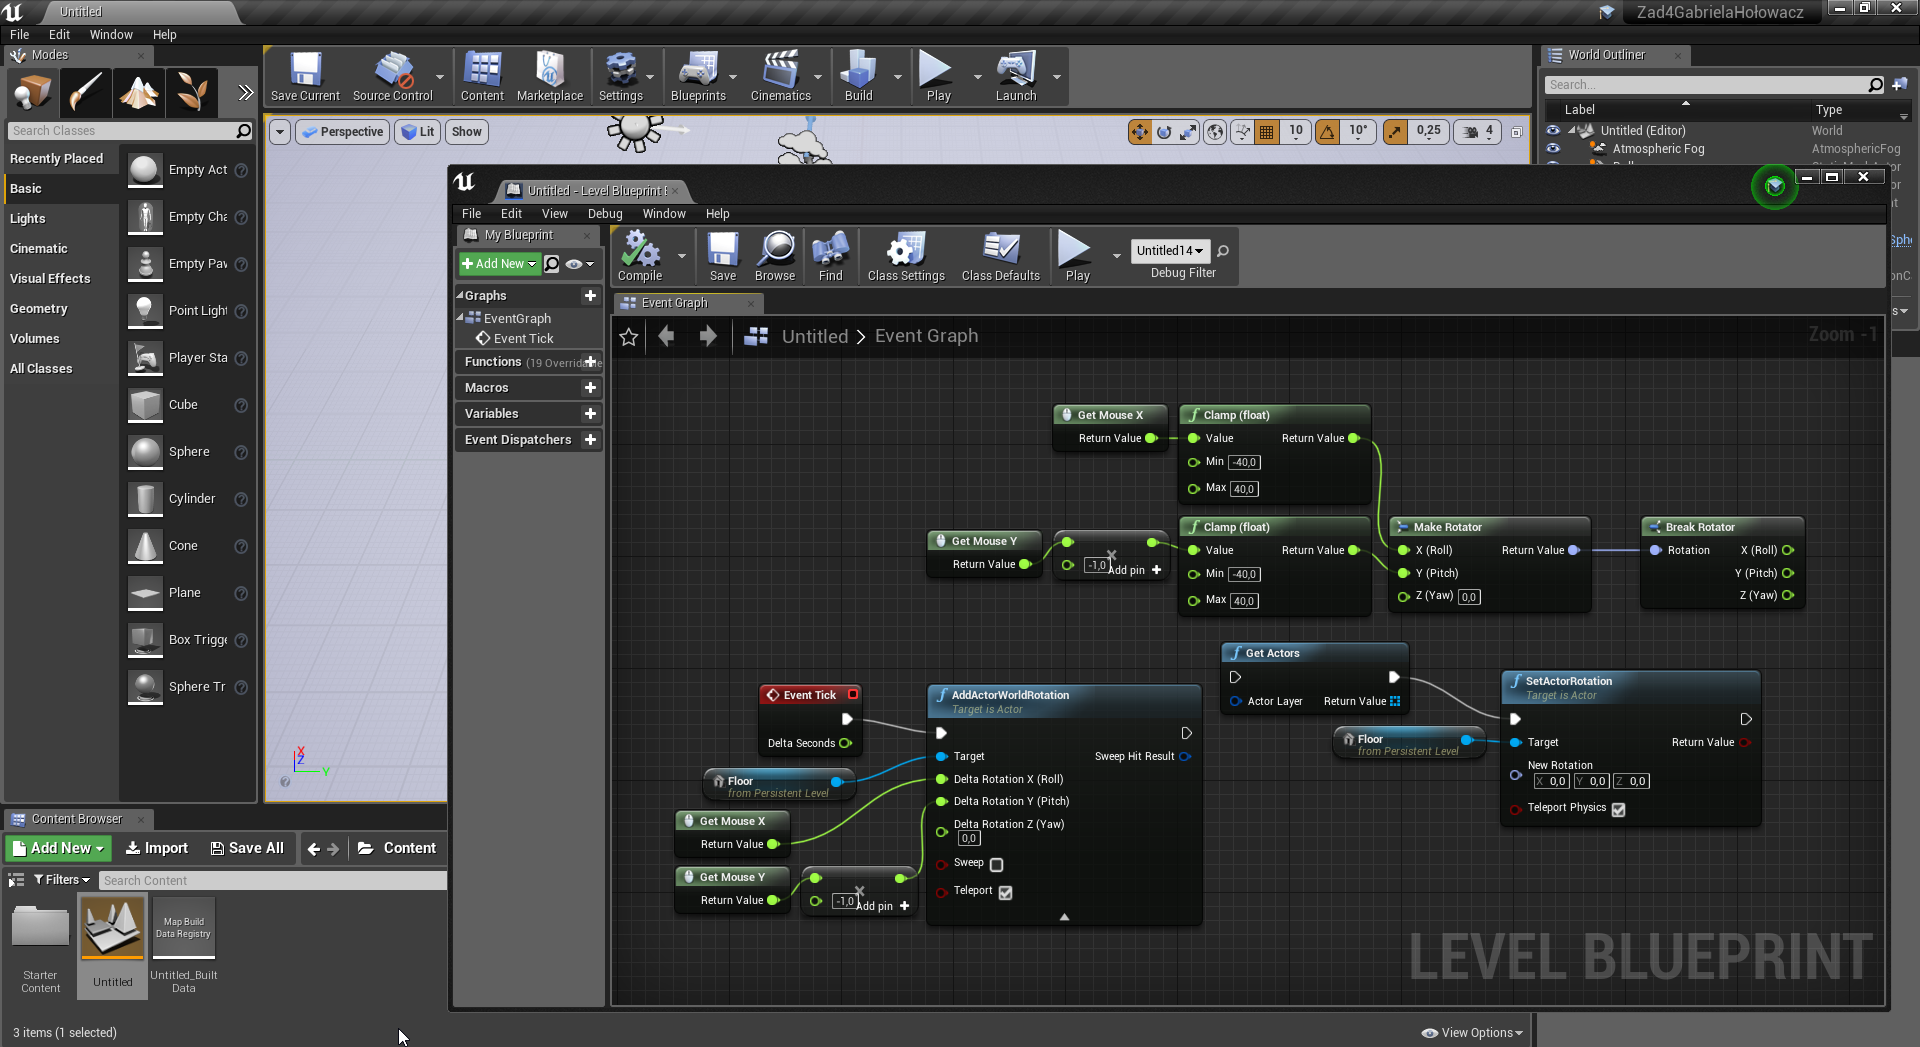 Untitled
Zad4GabrielaHołowacz
File Edit Window Help
Modes
World Outliner
Save Current
Source Control
Content
Marketplace
Settings
Blueprints
Cinematics
Build
Play
Launch
Search...
Label
Type
Search Classes
Perspective
Lit
Show
10
10°
0,25
4
Untitled (Editor)
World
Atmospheric Fog
AtmosphericFog
Recently Placed
Basic
Lights
Cinematic
Visual Effects
Geometry
Volumes
All Classes
Empty Act
Empty Cha
Empty Pav
Point Light
Player Sta
Cube
Sphere
Cylinder
Cone
Plane
Box Trigge
Sphere Tr
Untitled - Level Blueprint E
File Edit View Debug Window Help
My Blueprint
Add New
Compile
Save
Browse
Find
Class Settings
Class Defaults
Play
Untitled14
Debug Filter
Graphs
EventGraph
Event Tick
Functions (19 Overridable
Macros
Variables
Event Dispatchers
Event Graph
Untitled > Event Graph
Zoom -1
Get Mouse X
Return Value
Clamp (float)
Value
Return Value
Min -40,0
Max 40,0
Get Mouse Y
Return Value
-1,0
Add pin +
Clamp (float)
Value
Return Value
Min -40,0
Max 40,0
Make Rotator
X (Roll)
Return Value
Y (Pitch)
Z (Yaw) 0,0
Break Rotator
Rotation
X (Roll)
Y (Pitch)
Z (Yaw)
Get Actors
Actor Layer
Return Value
SetActorRotation
Target is Actor
Floor
from Persistent Level
Target
Return Value
New Rotation
X 0,0 Y 0,0 Z 0,0
Teleport Physics
Event Tick
Delta Seconds
AddActorWorldRotation
Target is Actor
Target
Sweep Hit Result
Delta Rotation X (Roll)
Delta Rotation Y (Pitch)
Delta Rotation Z (Yaw)
0,0
Sweep
Teleport
Floor
from Persistent Level
Get Mouse X
Return Value
Get Mouse Y
Return Value
-1,0
Add pin +
LEVEL BLUEPRINT
X
Z
Y
Content Browser
Add New
Import
Save All
Content
Filters
Search Content
Starter
Content
Untitled
Map Build
Data Registry
Untitled_Built
Data
3 items (1 selected)
View Options